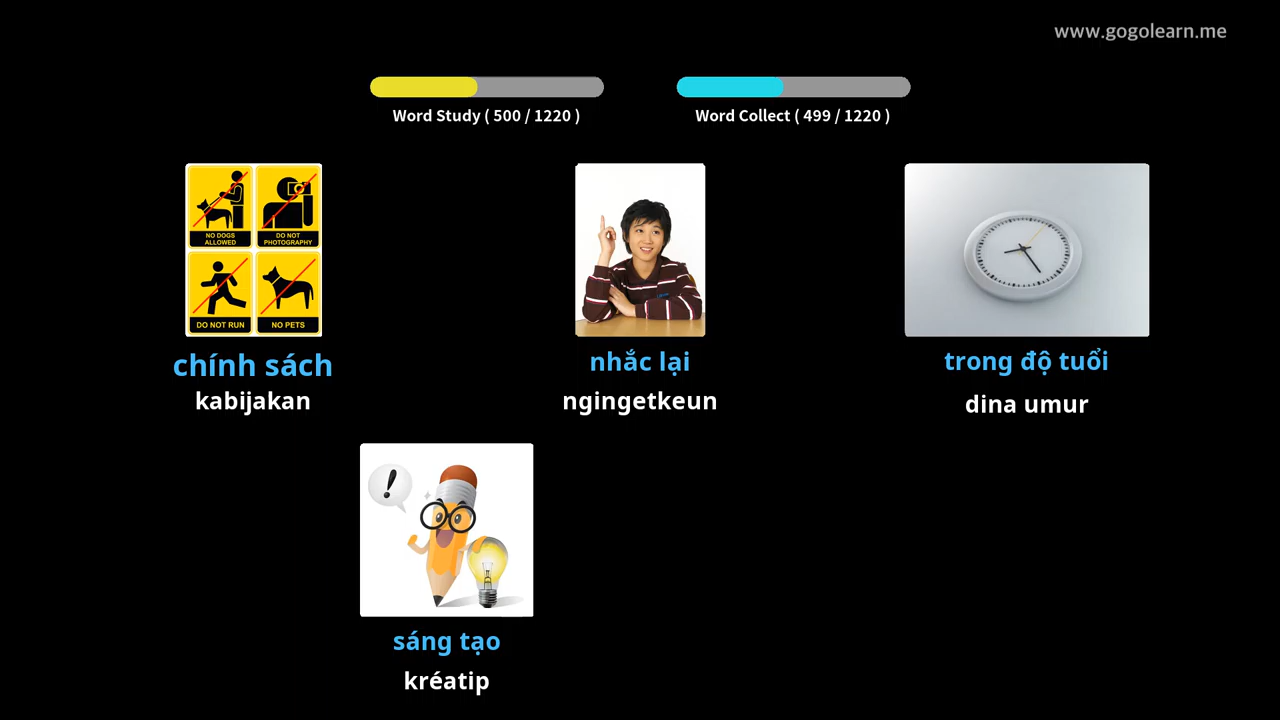 www.gogolearn.me
Word Study ( 500 / 1220 )
Word Collect ( 499 / 1220 )
NO DOGS
ALLOWED
DO NOT
PHOTOGRAPHY
DO NOT RUN
NO PETS
chính sách
kabijakan
nhắc lại
ngingetkeun
trong độ tuổi
dina umur
!
sáng tạo
kréatip